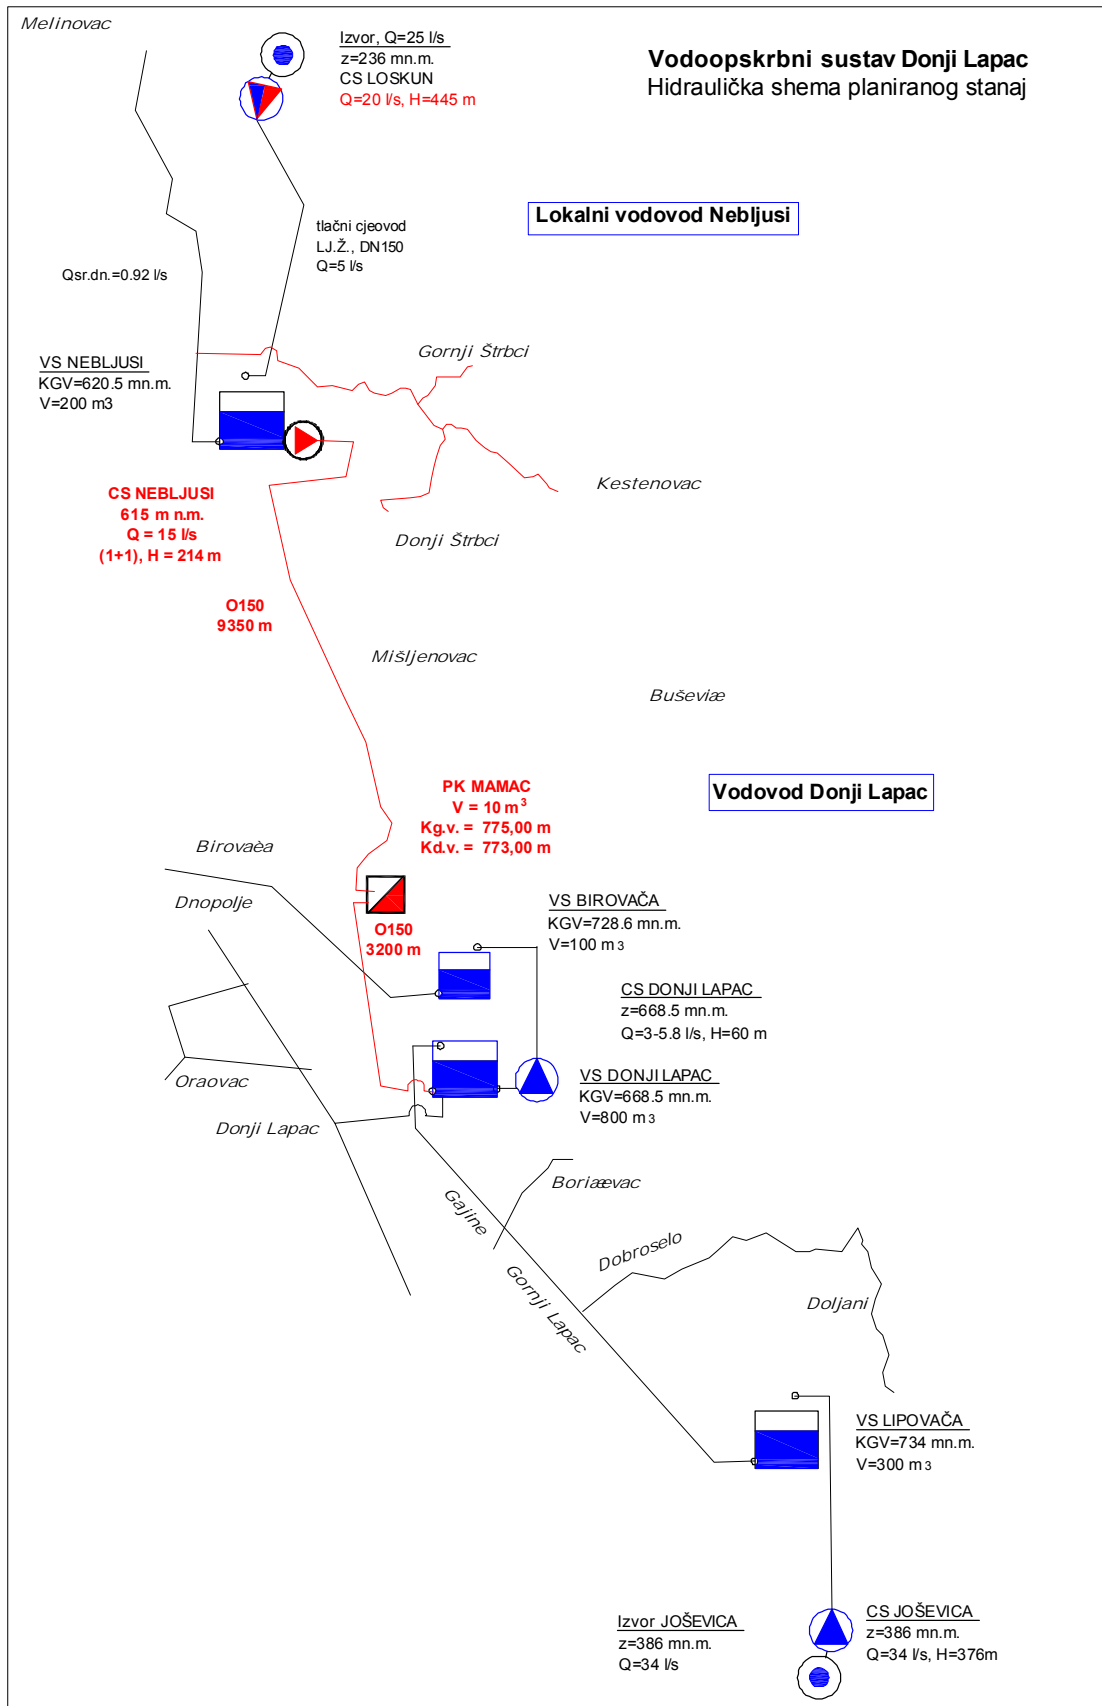 Melinovac
Izvor, Q=25 l/s
z=236 mn.m.
CS LOSKUN
Q=20 l/s, H=445 m
Vodoopskrbni sustav Donji Lapac
Hidraulička shema planiranog stanaj
Lokalni vodovod Nebljusi
tlačni cjeovod
LJ.Ž., DN150
Q=5 l/s
Qsr.dn.=0.92 l/s
VS NEBLJUSI
KGV=620.5 mn.m.
V=200 m3
Gornji Štrbci
Kestenovac
Donji Štrbci
CS NEBLJUSI
615 m n.m.
Q = 15 l/s
(1+1), H = 214 m
O150
9350 m
Mišljenovac
Buševiæ
Vodovod Donji Lapac
PK MAMAC
V = 10 m3
Kg.v. = 775,00 m
Kd.v. = 773,00 m
Birovaèa
Dnopolje
O150
3200 m
VS BIROVAČA
KGV=728.6 mn.m.
V=100 m3
CS DONJI LAPAC
z=668.5 mn.m.
Q=3-5.8 l/s, H=60 m
VS DONJI LAPAC
KGV=668.5 mn.m.
V=800 m3
Oraovac
Donji Lapac
Boriæevac
Gajine
Gornji Lapac
Dobroselo
Doljani
VS LIPOVAČA
KGV=734 mn.m.
V=300 m3
Izvor JOŠEVICA
z=386 mn.m.
Q=34 l/s
CS JOŠEVICA
z=386 mn.m.
Q=34 l/s, H=376m